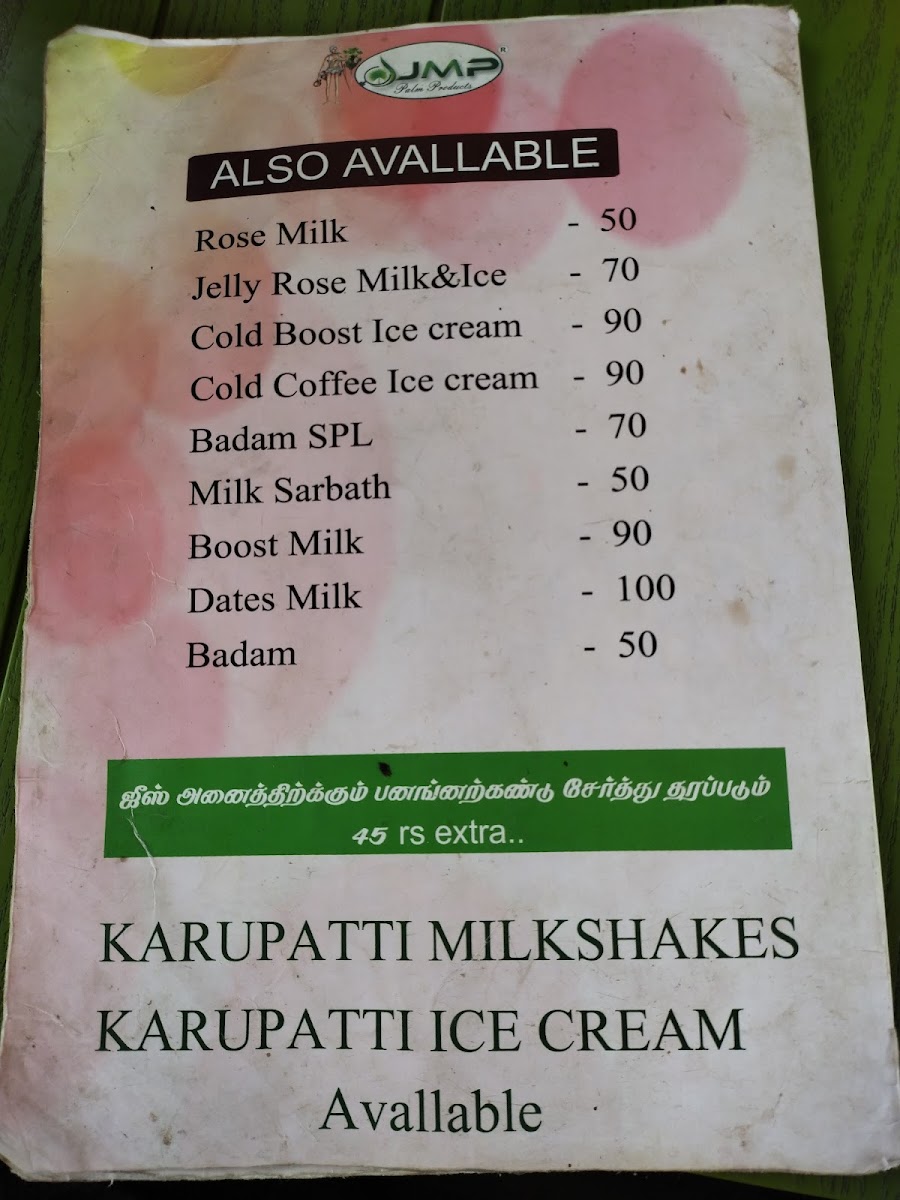 JMP ®
Palm Products
ALSO AVALLABLE
Rose Milk - 50
Jelly Rose Milk&Ice - 70
Cold Boost Ice cream - 90
Cold Coffee Ice cream - 90
Badam SPL - 70
Milk Sarbath - 50
Boost Milk - 90
Dates Milk - 100
Badam - 50
ஜீஸ் அனைத்திற்க்கும் பனங்னற்கண்டு சேர்த்து தரப்படும்
45 rs extra..
KARUPATTI MILKSHAKES
KARUPATTI ICE CREAM
Avallable